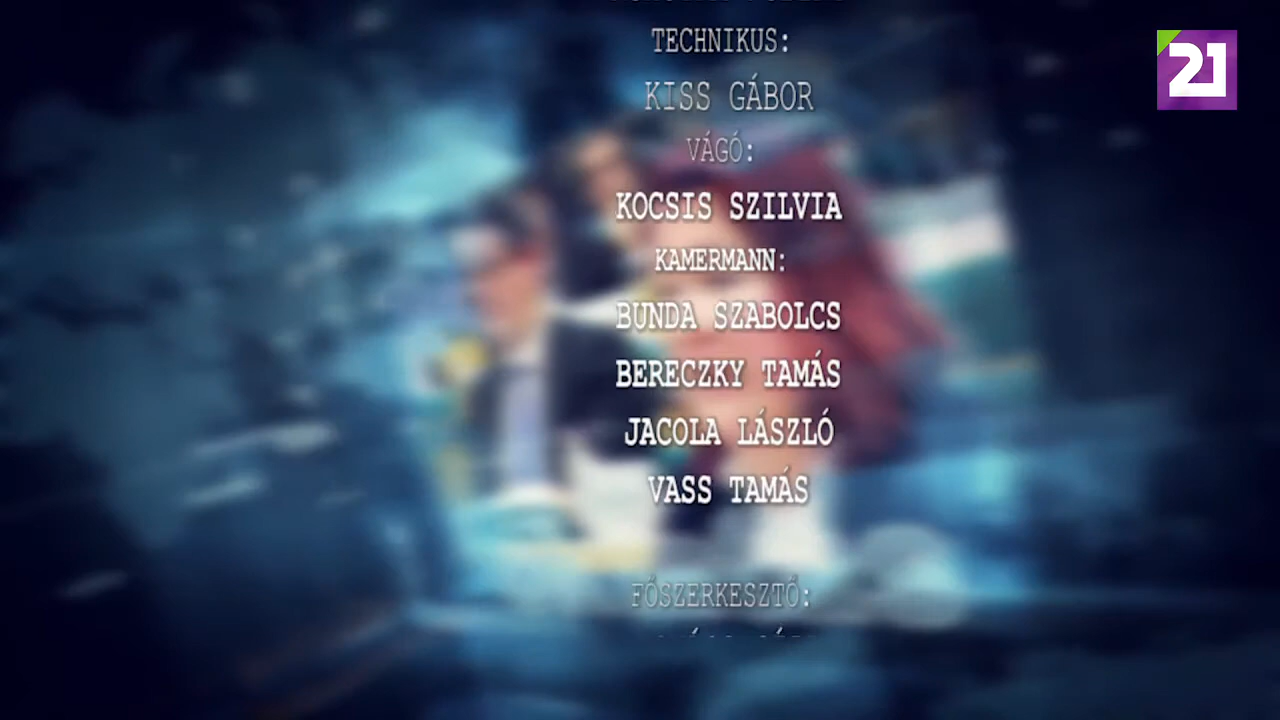 TECHNIKUS:
KISS GÁBOR
VÁGÓ:
KOCSIS SZILVIA
KAMERMANN:
BUNDA SZABOLCS
BERECZKY TAMÁS
JACOLA LÁSZLÓ
VASS TAMÁS
FŐSZERKESZTŐ:
21